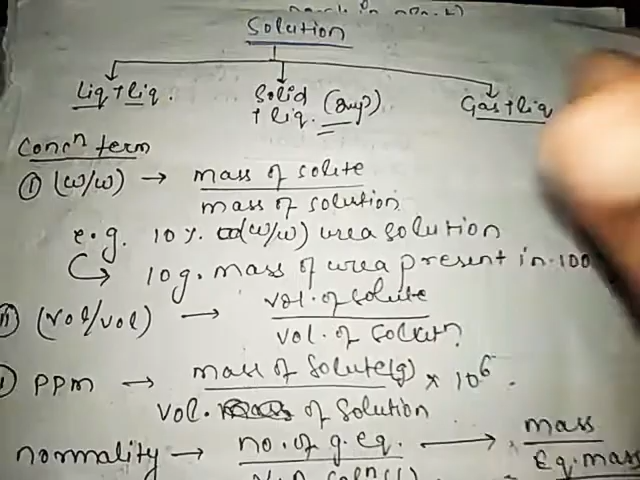 Solution
Liq + Liq.
Solid (Imp)
+ liq.
Gas + liq
Concⁿ term
① (w/w) → mass of solute
mass of solution
e.g. 10%. (w/w) urea solution
10 g. mass of urea present in 100
(vol/vol) → vol. of solute
vol. of solution
PPm → mass of solute(g) × 10⁶.
vol. of solution
normality → no. of g. eq. → mass
Eq. mass